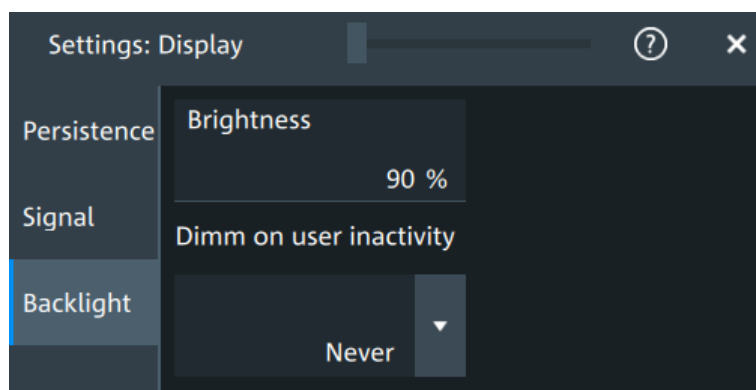 Settings: Display
?
×
Persistence
Signal
Backlight
Brightness
90 %
Dimm on user inactivity
Never